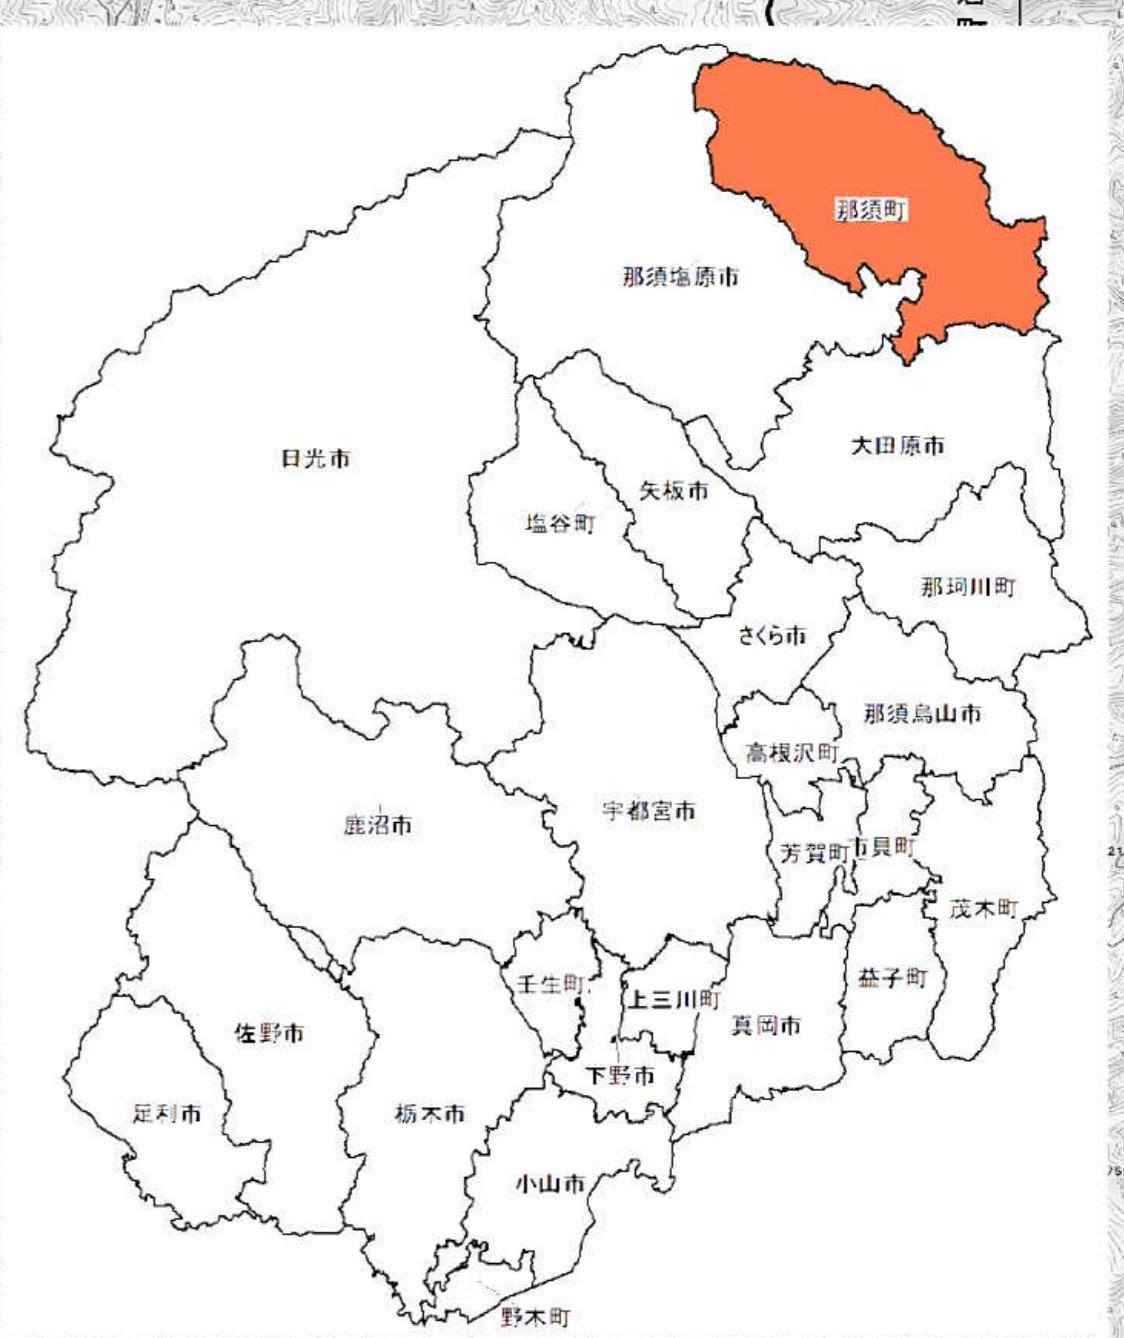 那須町
那須塩原市
大田原市
日光市
矢板市
塩谷町
那珂川町
さくら市
那須烏山市
高根沢町
宇都宮市
鹿沼市
芳賀町
市貝町
茂木町
益子町
壬生町
上三川町
真岡市
佐野市
下野市
足利市
栃木市
小山市
野木町